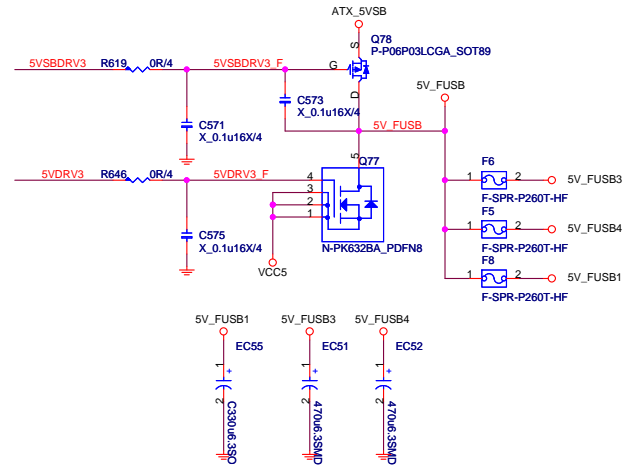 ATX_5VSB
Q78
P-P06P03LCGA_SOT89
5VSBDRV3
R619
0R/4
5VSBDRV3_F
G
S
D
C571
X_0.1u16X/4
C573
X_0.1u16X/4
5V_FUSB
5V_FUSB
5VDRV3
R646
0R/4
5VDRV3_F
4
3
2
1
5
Q77
N-PK632BA_PDFN8
C575
X_0.1u16X/4
VCC5
F6
1
2
5V_FUSB3
F-SPR-P260T-HF
F5
1
2
5V_FUSB4
F-SPR-P260T-HF
F8
1
2
5V_FUSB1
F-SPR-P260T-HF
5V_FUSB1
EC55
1
+
2
C330u6.3SO
5V_FUSB3
EC51
1
+
2
470u6.3SMD
5V_FUSB4
EC52
1
+
2
470u6.3SMD